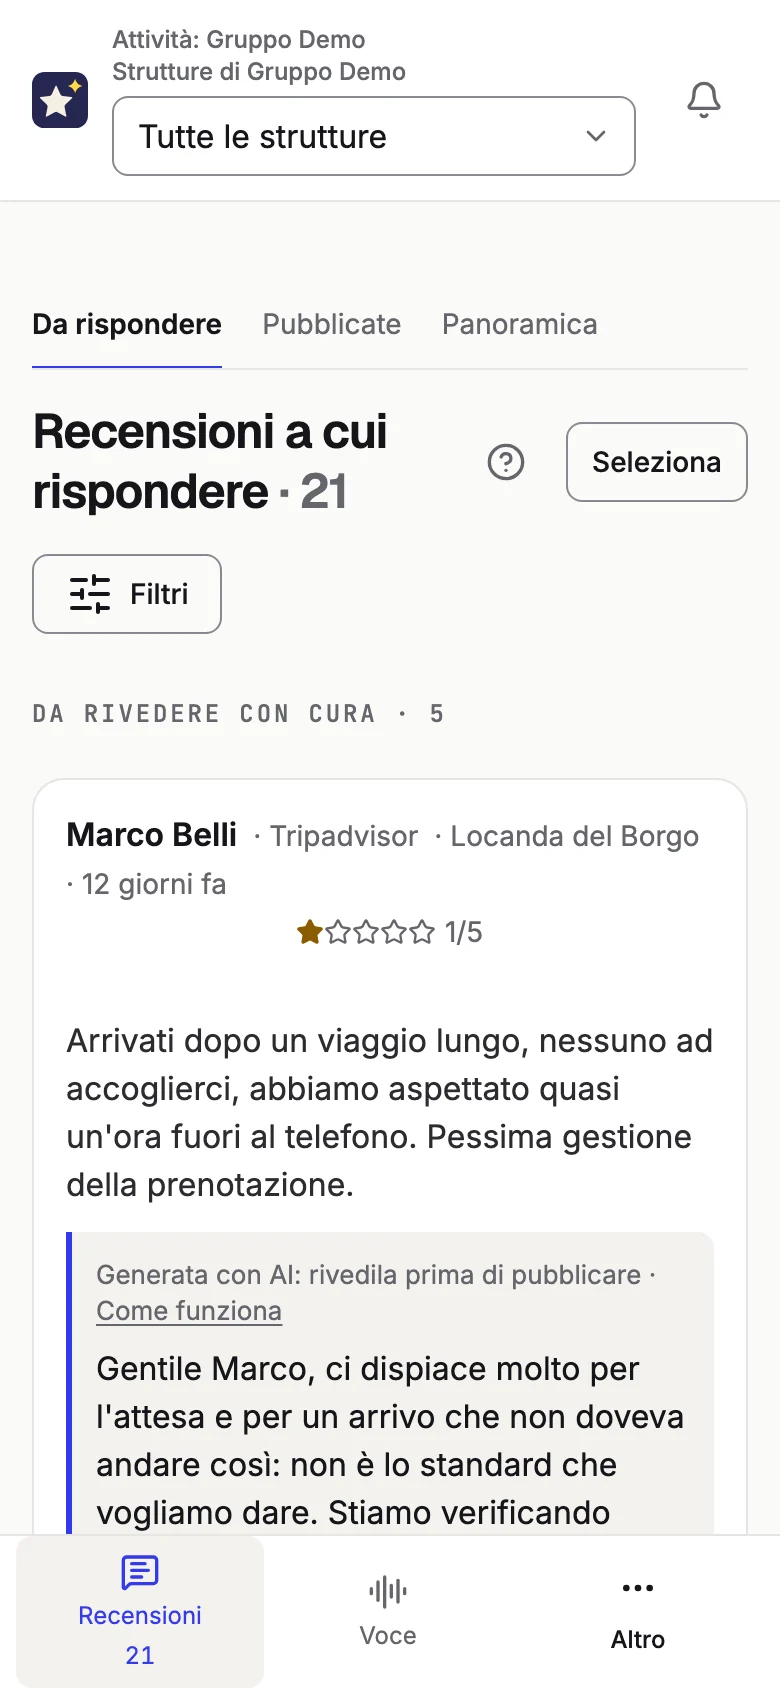 Attività: Gruppo Demo
Strutture di Gruppo Demo
Tutte le strutture
Da rispondere
Pubblicate
Panoramica
Recensioni a cui
rispondere · 21
Seleziona
Filtri
DA RIVEDERE CON CURA · 5
Marco Belli · Tripadvisor · Locanda del Borgo
· 12 giorni fa
1/5
Arrivati dopo un viaggio lungo, nessuno ad
accoglierci, abbiamo aspettato quasi
un'ora fuori al telefono. Pessima gestione
della prenotazione.
Generata con AI: rivedila prima di pubblicare ·
Come funziona
Gentile Marco, ci dispiace molto per
l'attesa e per un arrivo che non doveva
andare così: non è lo standard che
vogliamo dare. Stiamo verificando
Recensioni
21
Voce
Altro